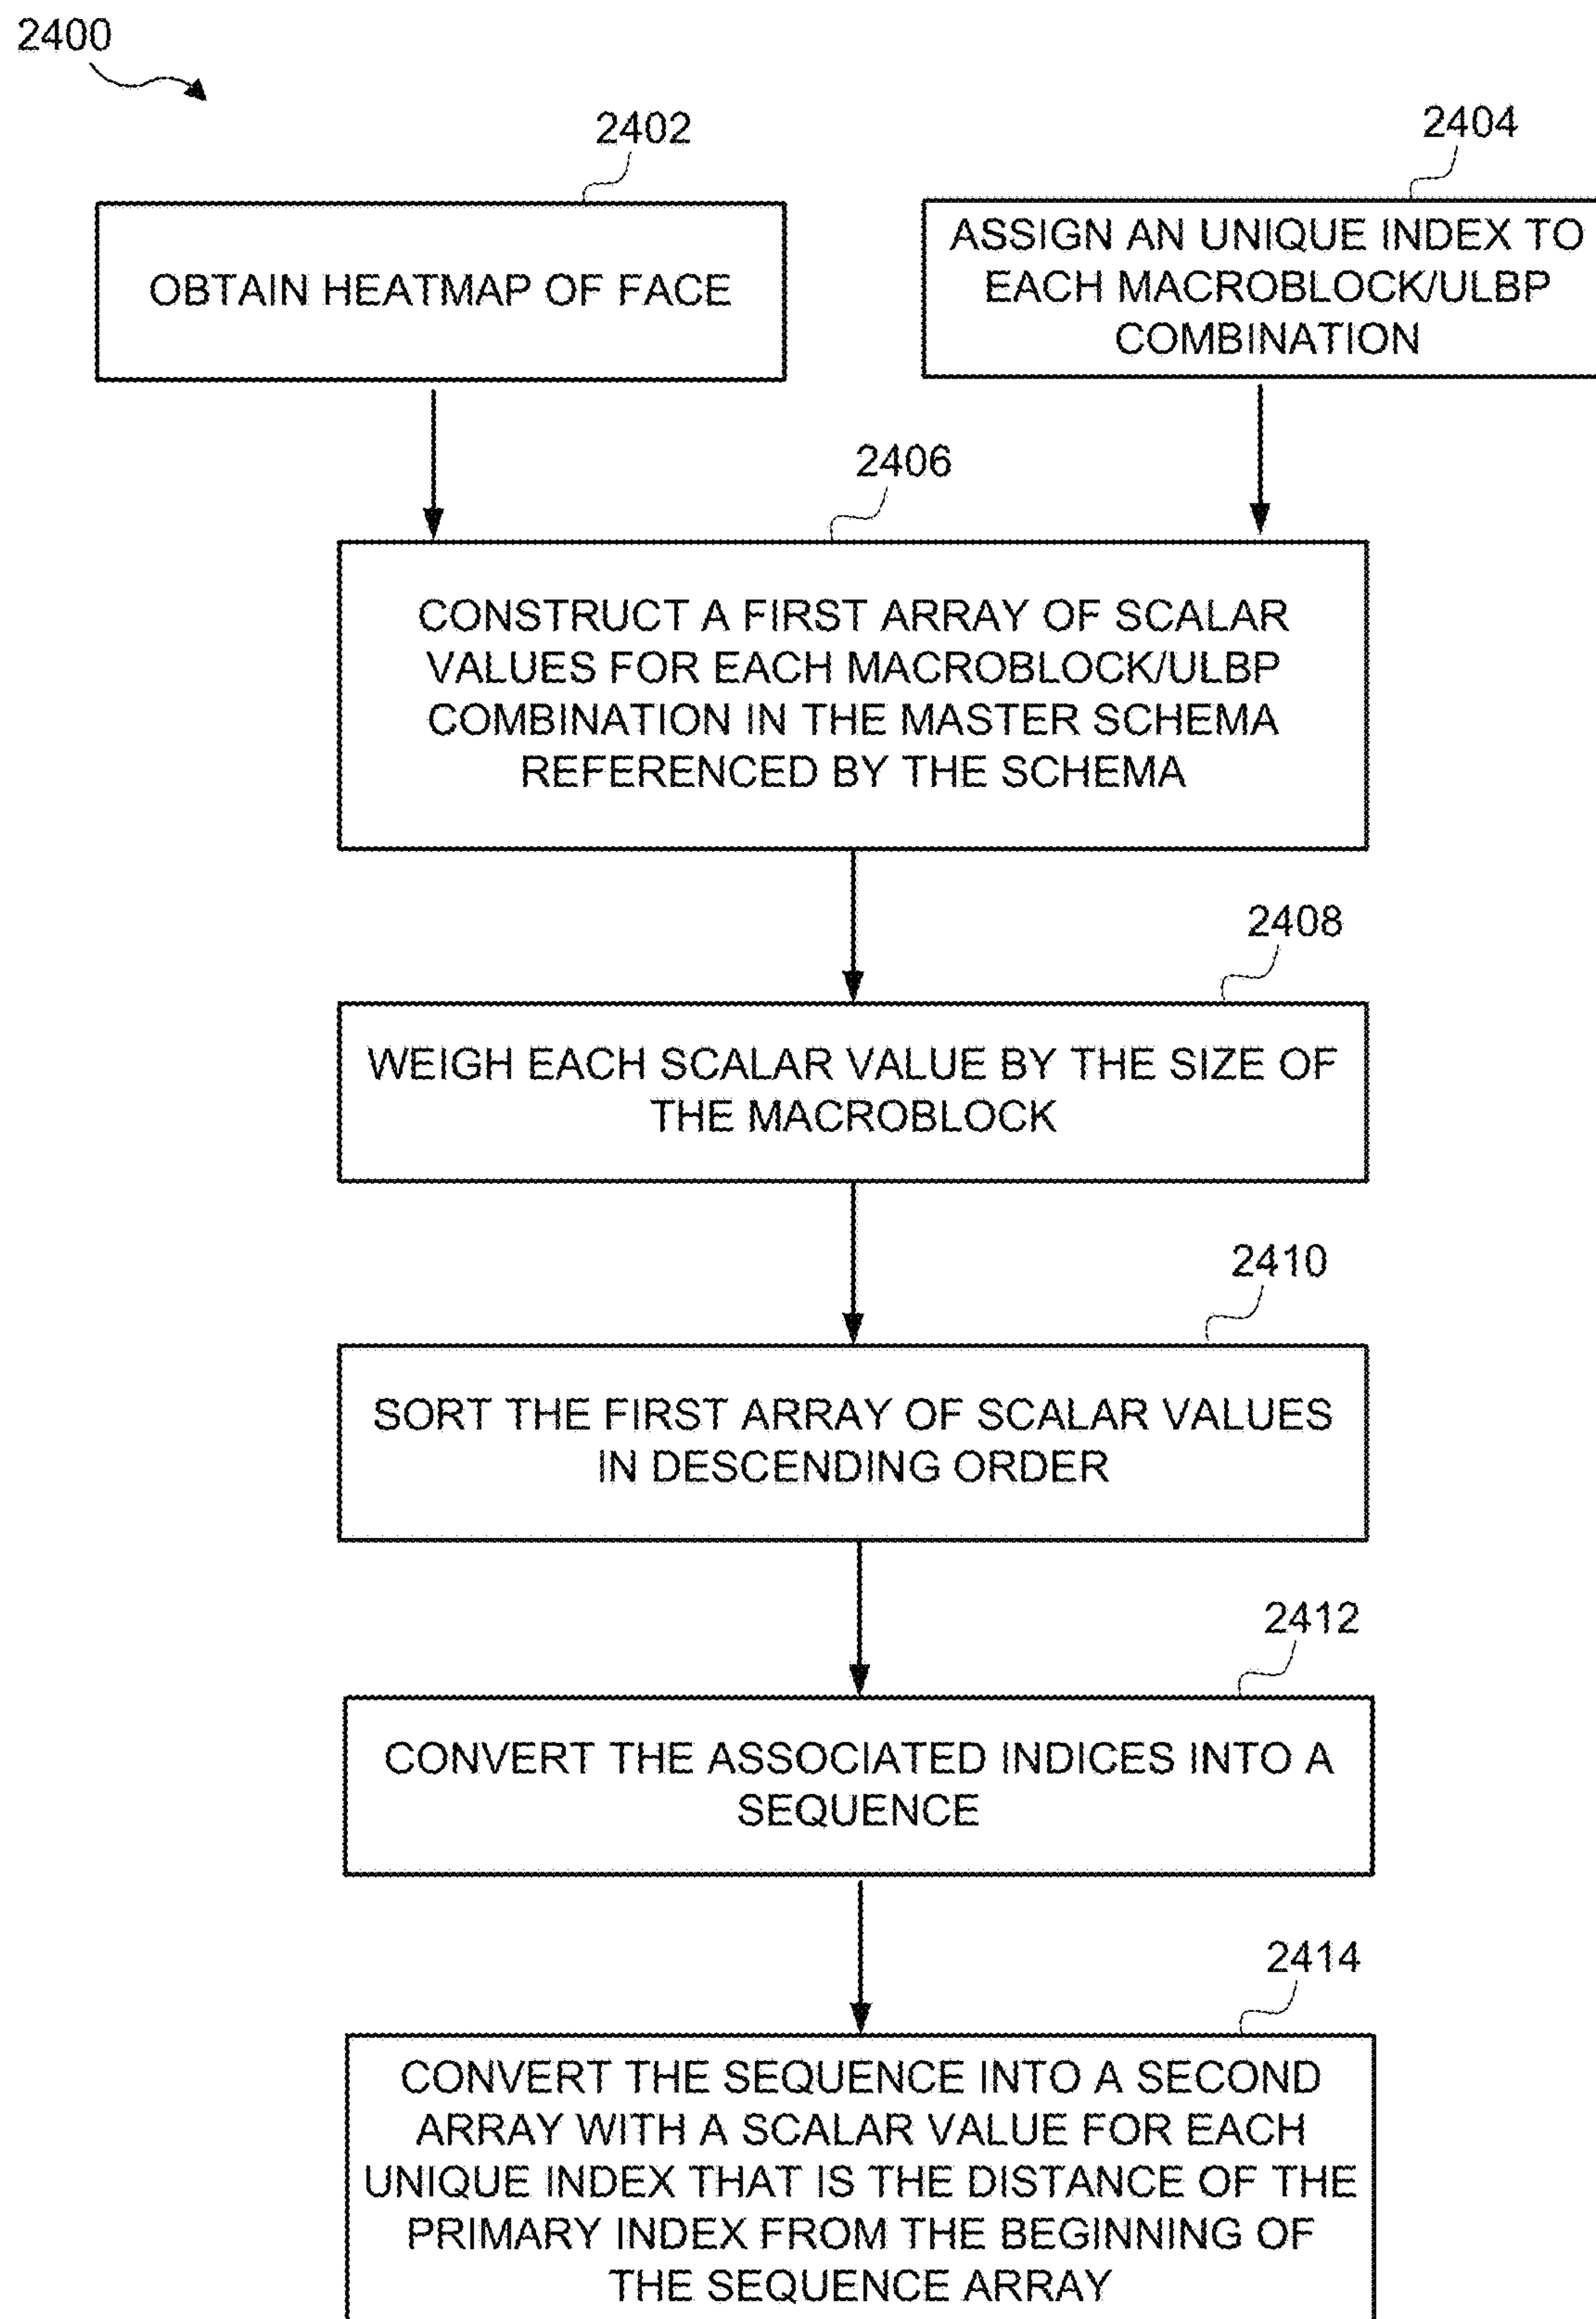 2400
2402
OBTAIN HEATMAP OF FACE
2404
ASSIGN AN UNIQUE INDEX TO
EACH MACROBLOCK/ULBP
COMBINATION
2406
CONSTRUCT A FIRST ARRAY OF SCALAR
VALUES FOR EACH MACROBLOCK/ULBP
COMBINATION IN THE MASTER SCHEMA
REFERENCED BY THE SCHEMA
2408
WEIGH EACH SCALAR VALUE BY THE SIZE OF
THE MACROBLOCK
2410
SORT THE FIRST ARRAY OF SCALAR VALUES
IN DESCENDING ORDER
2412
CONVERT THE ASSOCIATED INDICES INTO A
SEQUENCE
2414
CONVERT THE SEQUENCE INTO A SECOND
ARRAY WITH A SCALAR VALUE FOR EACH
UNIQUE INDEX THAT IS THE DISTANCE OF THE
PRIMARY INDEX FROM THE BEGINNING OF
THE SEQUENCE ARRAY